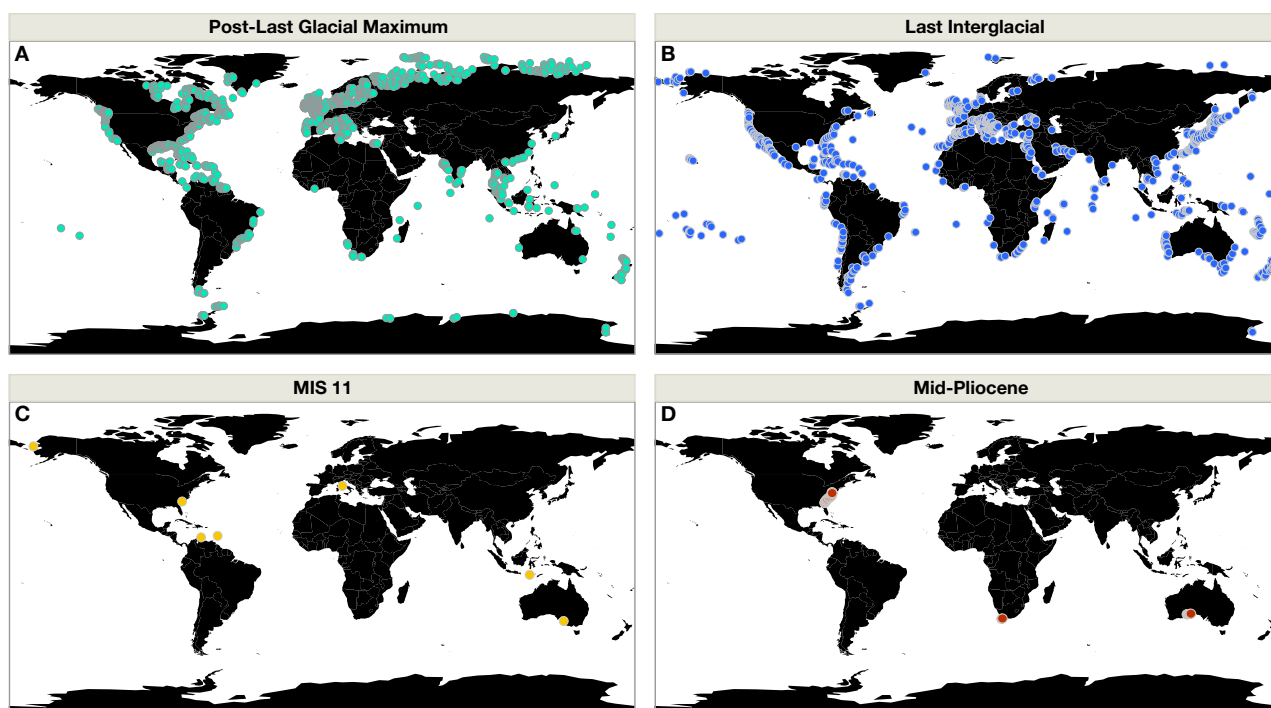 Post-Last Glacial Maximum
Last Interglacial
A
B
MIS 11
Mid-Pliocene
C
D